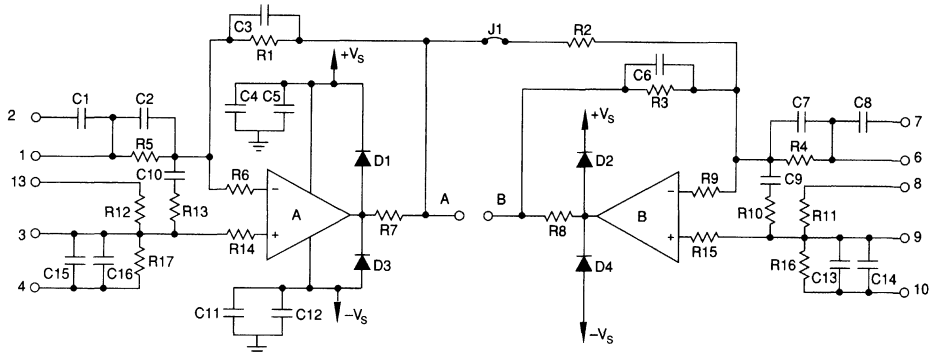 C3
R1
J1
R2
+VS
C6
R3
C1
C2
C4
C5
+VS
C7
C8
2
7
1
R5
D1
D2
R4
6
C10
R6
A
B
R9
C9
8
13
R12
R13
−
A
−
B
R10
R11
3
R14
+
R7
R8
+
R15
9
C15
C16
R17
D3
D4
R16
C13
C14
4
10
C11
C12
−VS
−VS